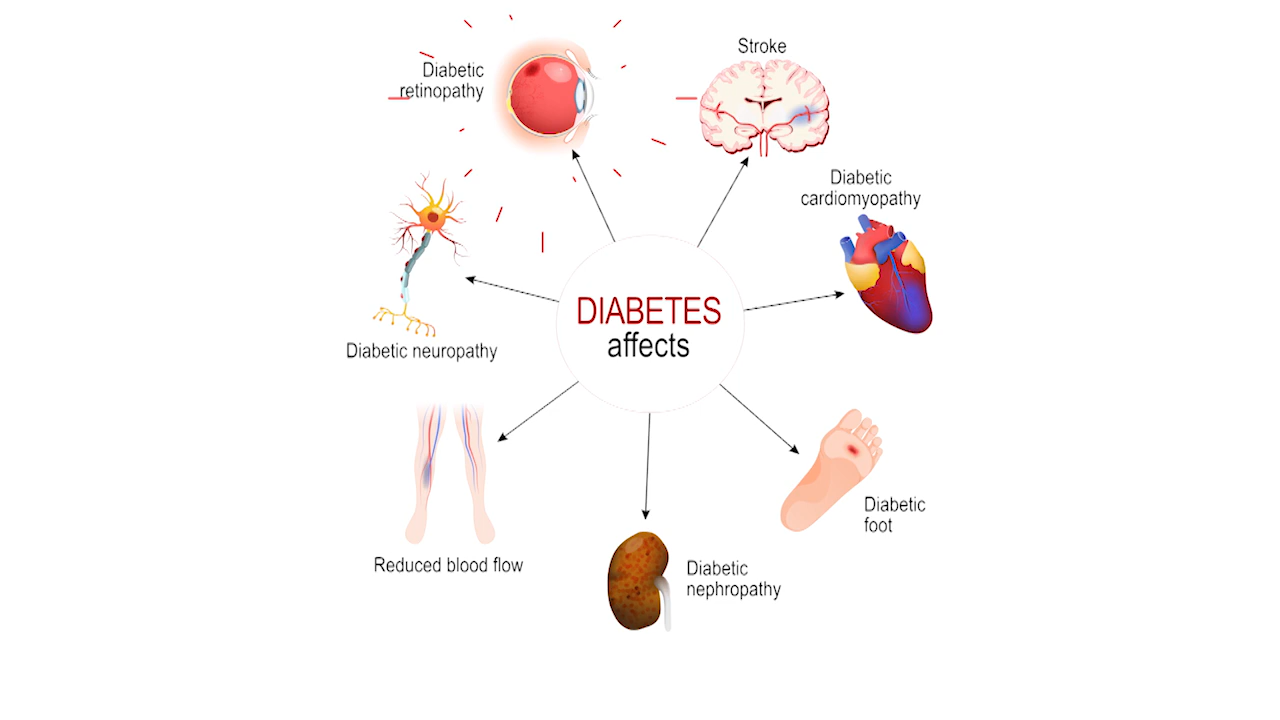 Stroke
Diabetic
retinopathy
Diabetic
cardiomyopathy
DIABETES
affects
Diabetic neuropathy
Diabetic
foot
Reduced blood flow
Diabetic
nephropathy